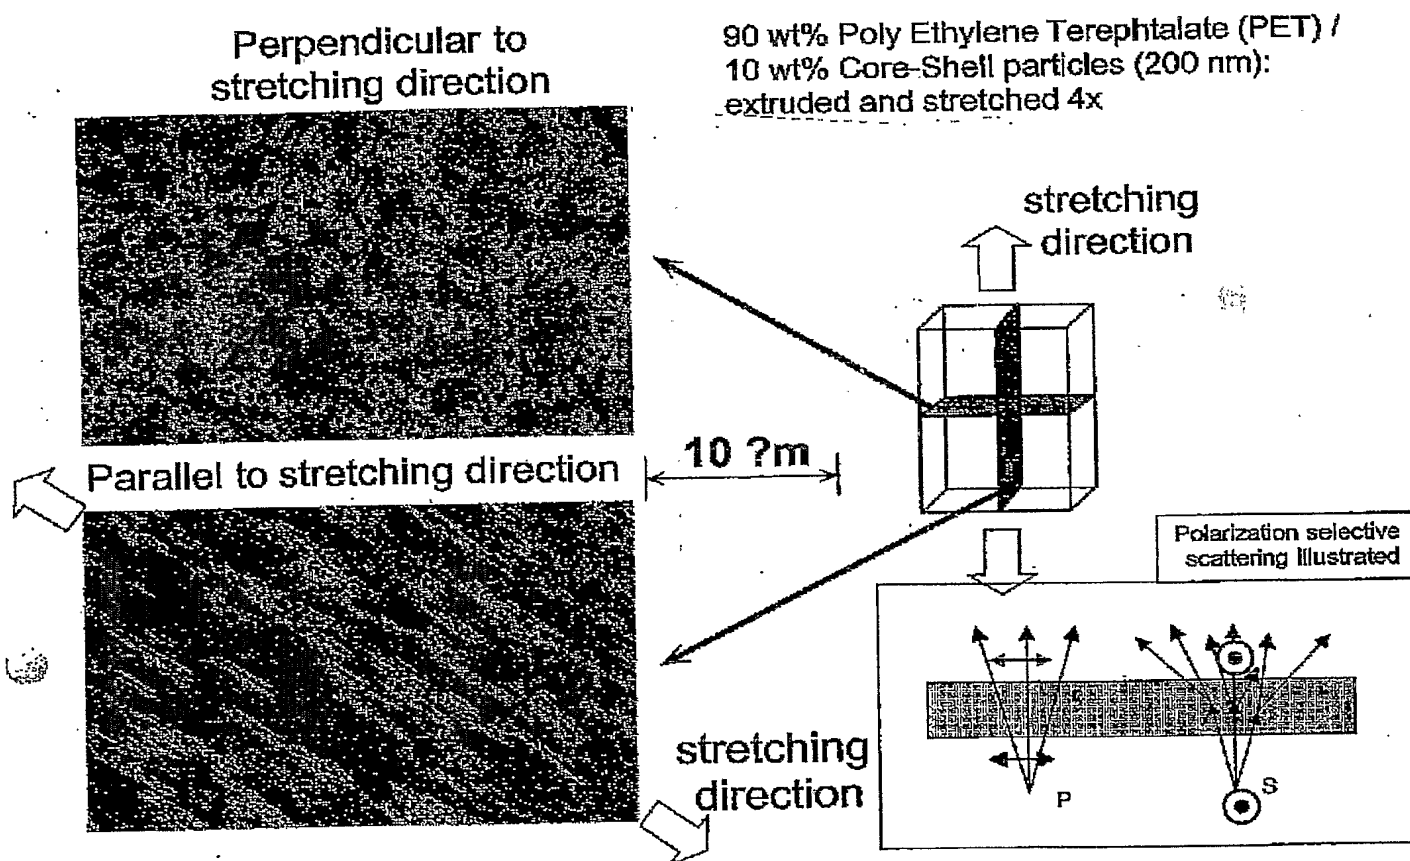 Perpendicular to
stretching direction
90 wt% Poly Ethylene Terephtalate (PET) /
10 wt% Core-Shell particles (200 nm):
extruded and stretched 4x
stretching
direction
10 ?m
Parallel to stretching direction
Polarization selective
scattering illustrated
stretching
direction
P
S